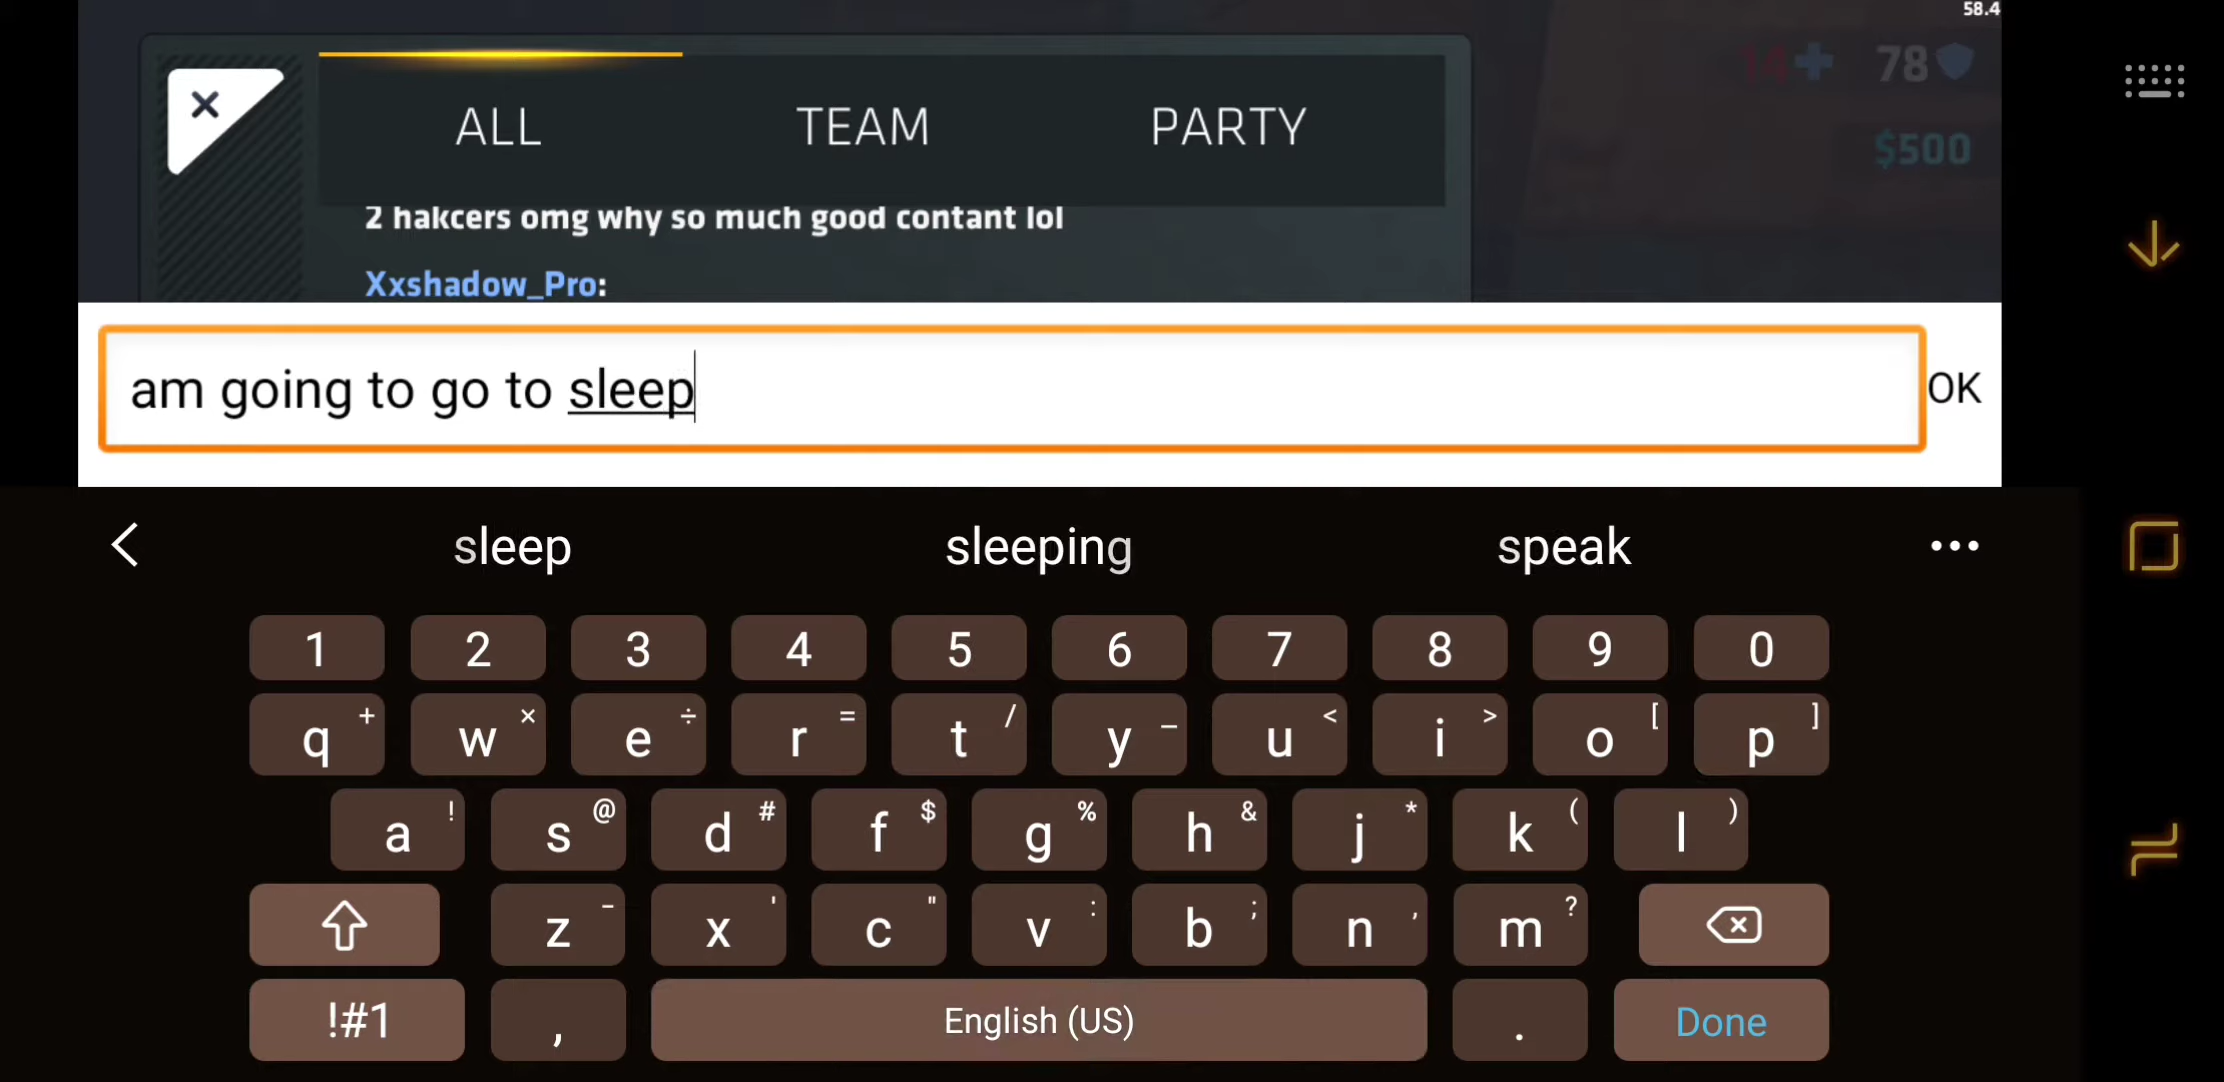 58.4
14 78
ALL TEAM PARTY
$500
2 hakcers omg why so much good contant lol
Xxshadow_Pro:
am going to go to sleep OK
sleep sleeping speak ...
1 2 3 4 5 6 7 8 9 0
q + w × e ÷ r = t / y _ u < i > o [ p ]
a ! s @ d # f $ g % h & j * k ( l )
z - x ' c " v : b ; n , m ?
!#1 , English (US) . Done